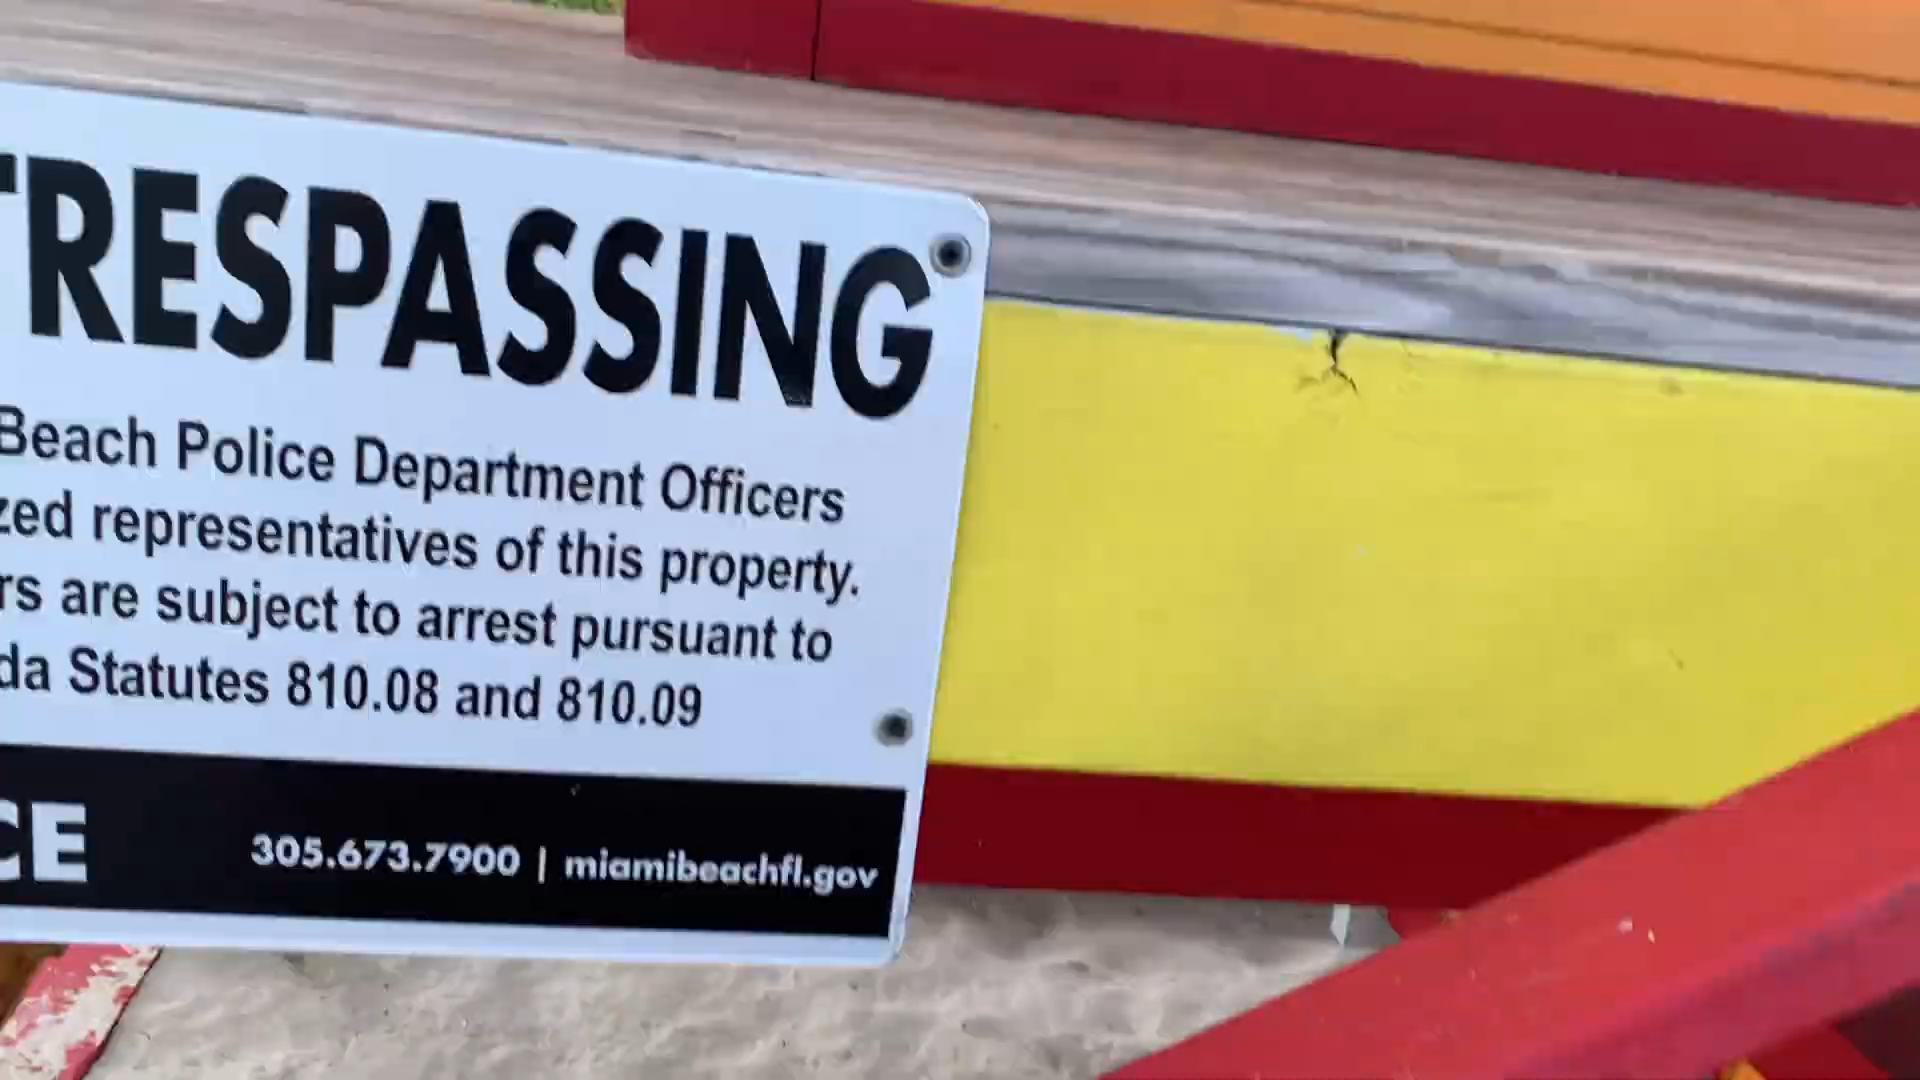 TRESPASSING
Beach Police Department Officers
zed representatives of this property.
rs are subject to arrest pursuant to
da Statutes 810.08 and 810.09
CE 305.673.7900 | miamibeachfl.gov